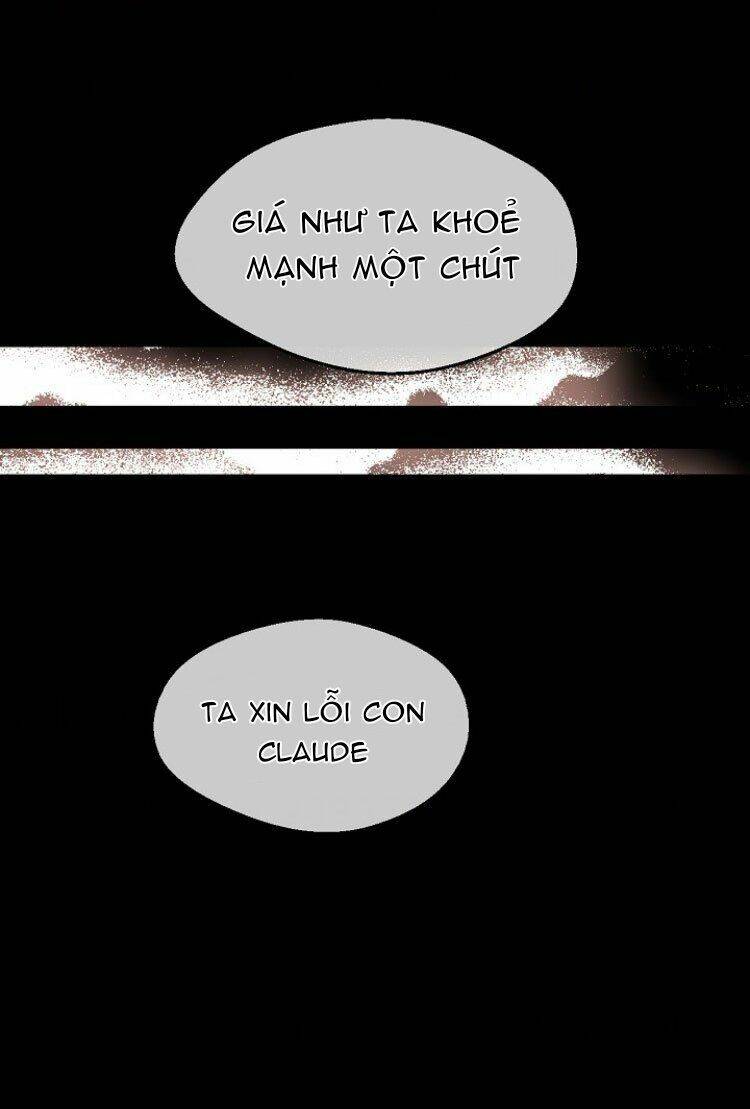 GIÁ NHƯ TA KHOẺ
MẠNH MỘT CHÚT
TA XIN LỖI CON
CLAUDE